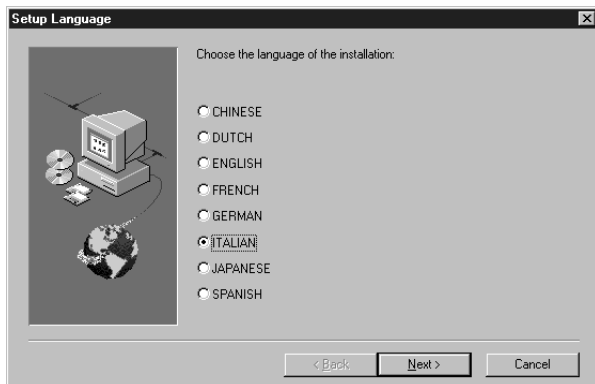 Setup Language
Choose the language of the installation:
CHINESE
DUTCH
ENGLISH
FRENCH
GERMAN
ITALIAN
JAPANESE
SPANISH
< Back
Next >
Cancel